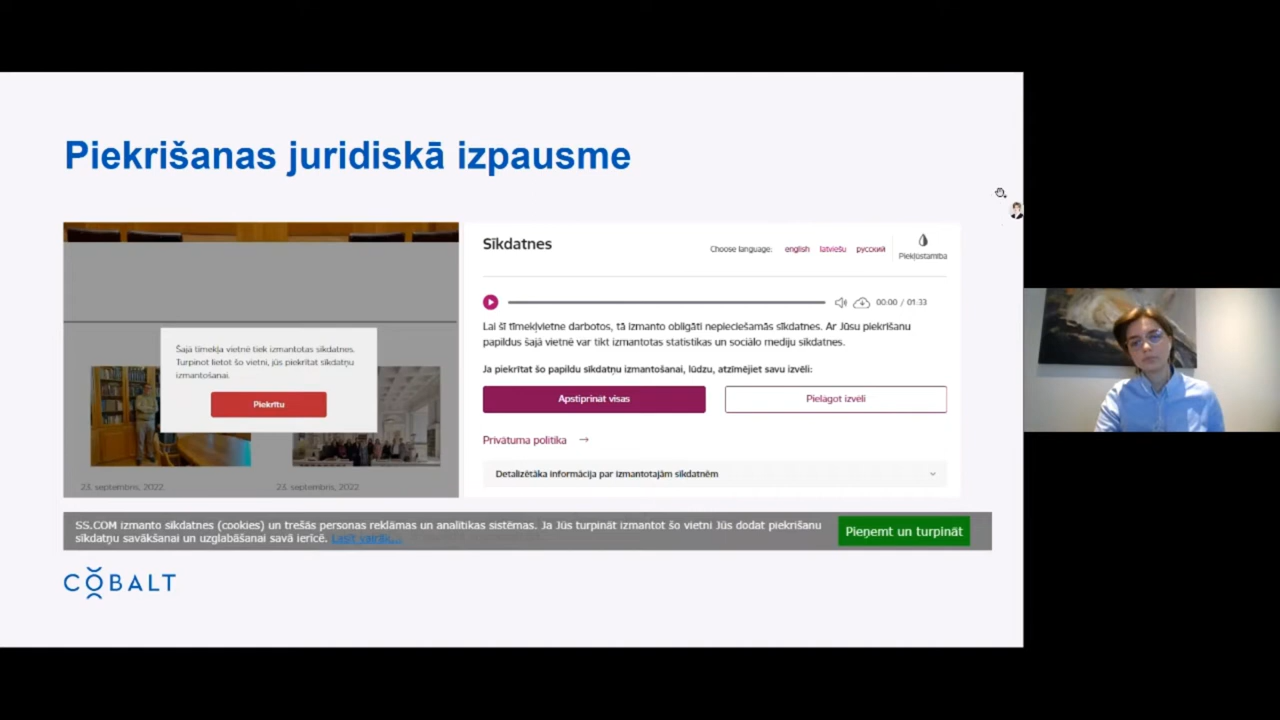 Piekrišanas juridiskā izpausme
Šajā tīmekļa vietnē tiek izmantotas sīkdatnes.
Turpinot lietot šo vietni, jūs piekrītat sīkdatņu
izmantošanai.
Piekrītu
23. septembris, 2022.
23. septembris, 2022
Sīkdatnes
Choose language: english latviešu русский
Piekļūstamība
00:00 / 01:33
Lai šī tīmekļvietne darbotos, tā izmanto obligāti nepieciešamās sīkdatnes. Ar Jūsu piekrišanu
papildus šajā vietnē var tikt izmantotas statistikas un sociālo mediju sīkdatnes.
Ja piekrītat šo papildu sīkdatņu izmantošanai, lūdzu, atzīmējiet savu izvēli:
Apstiprināt visas
Pielāgot izvēli
Privātuma politika →
Detalizētāka informācija par izmantotajām sīkdatnēm
SS.COM izmanto sīkdatnes (cookies) un trešās personas reklāmas un analītikas sistēmas. Ja Jūs turpināt izmantot šo vietni Jūs dodat piekrišanu
sīkdatņu savākšanai un uzglabāšanai savā ierīcē. Lasīt vairāk...
Pieņemt un turpināt
COBALT